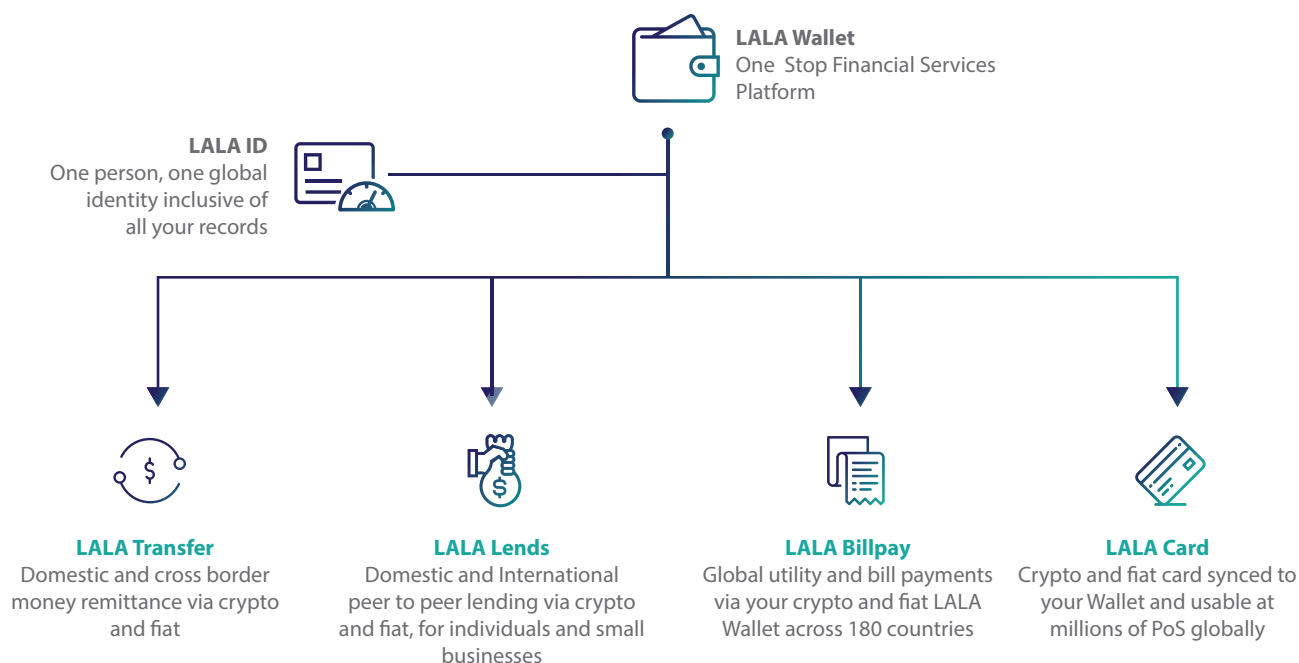 LALA Wallet
One Stop Financial Services
Platform
LALA ID
One person, one global
identity inclusive of
all your records
$
LALA Transfer
Domestic and cross border
money remittance via crypto
and fiat
$
LALA Lends
Domestic and International
peer to peer lending via crypto
and fiat, for individuals and small
businesses
LALA Billpay
Global utility and bill payments
via your crypto and fiat LALA
Wallet across 180 countries
LALA Card
Crypto and fiat card synced to
your Wallet and usable at
millions of PoS globally